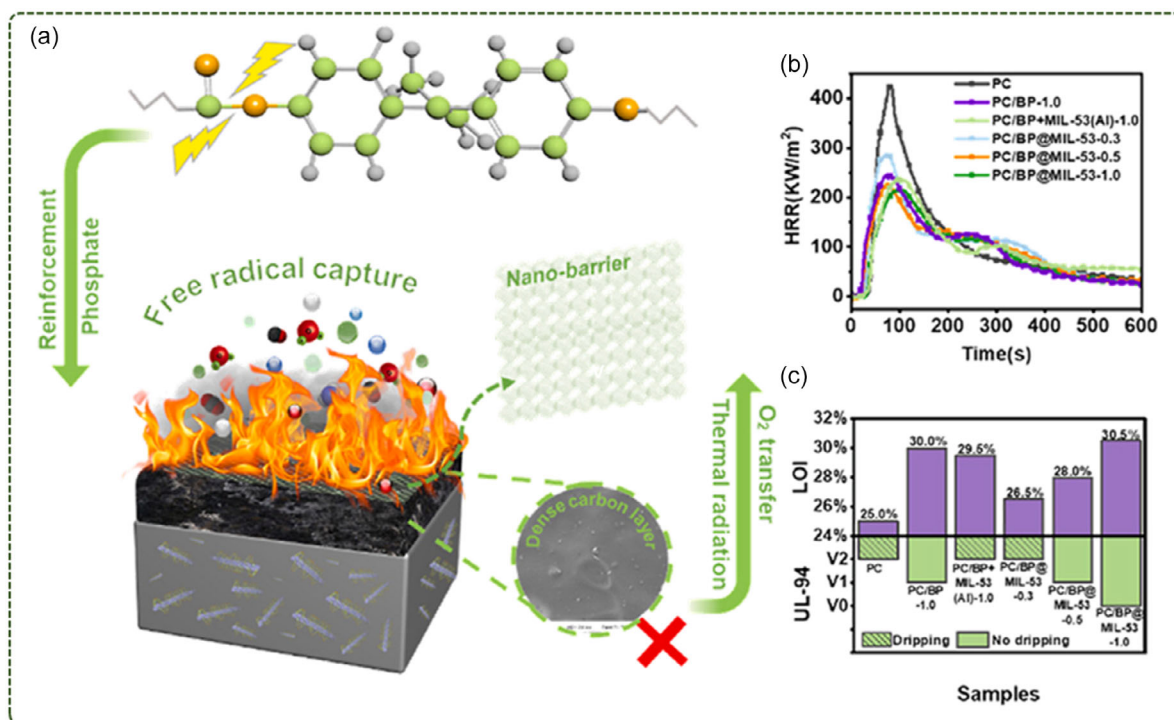 (a)
Reinforcement
Phosphate
Free radical capture
Nano-barrier
Dense carbon layer
Thermal radiation
O₂ transfer
(b)
HRR(KW/m²)
400
300
200
100
0
PC
PC/BP-1.0
PC/BP+MIL-53(Al)-1.0
PC/BP@MIL-53-0.3
PC/BP@MIL-53-0.5
PC/BP@MIL-53-1.0
0 100 200 300 400 500 600
Time(s)
(c)
LOI
32%
30%
28%
26%
24%
25.0%
30.0%
29.5%
26.5%
28.0%
30.5%
UL-94
V2
V1
V0
PC
PC/BP
-1.0
PC/BP+
MIL-53
(Al)-1.0
PC/BP@
MIL-53
-0.3
PC/BP@
MIL-53
-0.5
PC/BP@
MIL-53
-1.0
Dripping
No dripping
Samples